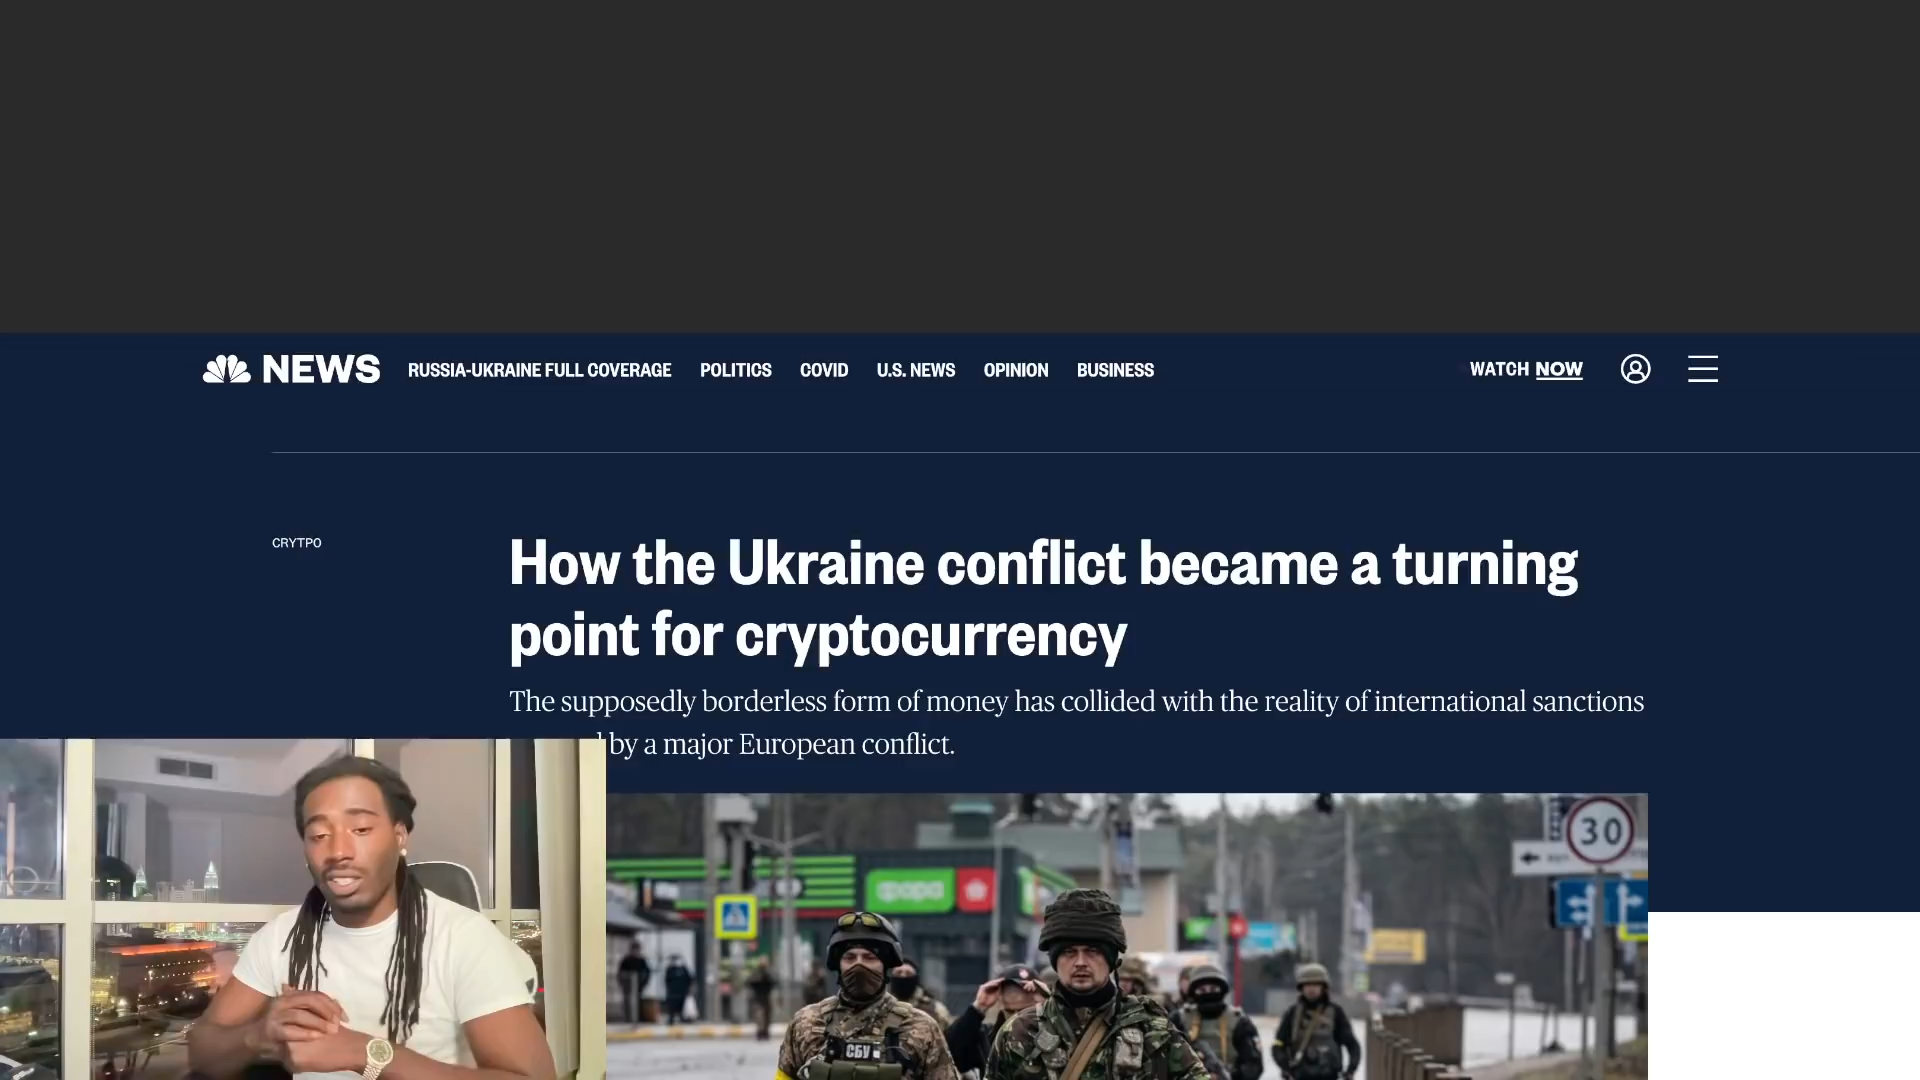 NEWS RUSSIA-UKRAINE FULL COVERAGE POLITICS COVID U.S. NEWS OPINION BUSINESS WATCH NOW
CRYTPO
How the Ukraine conflict became a turning
point for cryptocurrency
The supposedly borderless form of money has collided with the reality of international sanctions
by a major European conflict.
30
фора
СБУ